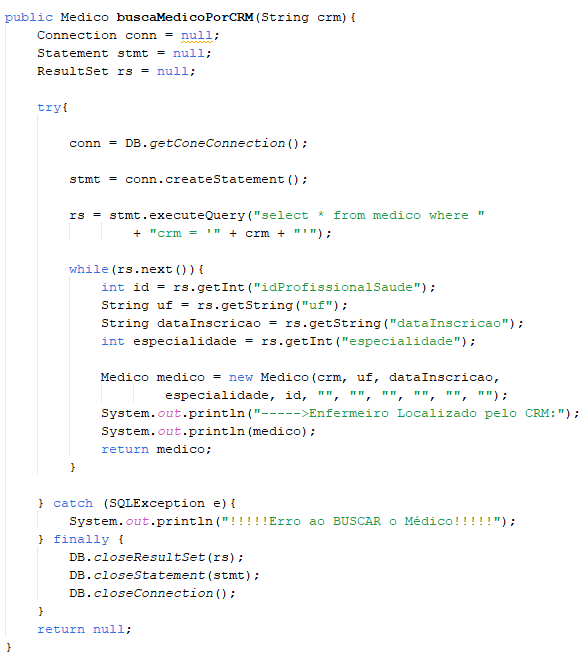 public Medico buscaMedicoPorCRM(String crm){
    Connection conn = null;
    Statement stmt = null;
    ResultSet rs = null;

    try{

        conn = DB.getConeConnection();

        stmt = conn.createStatement();

        rs = stmt.executeQuery("select * from medico where "
                + "crm = '" + crm + "'");

        while(rs.next()){
            int id = rs.getInt("idProfissionalSaude");
            String uf = rs.getString("uf");
            String dataInscricao = rs.getString("dataInscricao");
            int especialidade = rs.getInt("especialidade");

            Medico medico = new Medico(crm, uf, dataInscricao,
                    especialidade, id, "", "", "", "", "", "");
            System.out.println("----->Enfermeiro Localizado pelo CRM:");
            System.out.println(medico);
            return medico;
        }

    } catch (SQLException e){
        System.out.println("!!!!!Erro ao BUSCAR o Médico!!!!!");
    } finally {
        DB.closeResultSet(rs);
        DB.closeStatement(stmt);
        DB.closeConnection();
    }
    return null;
}